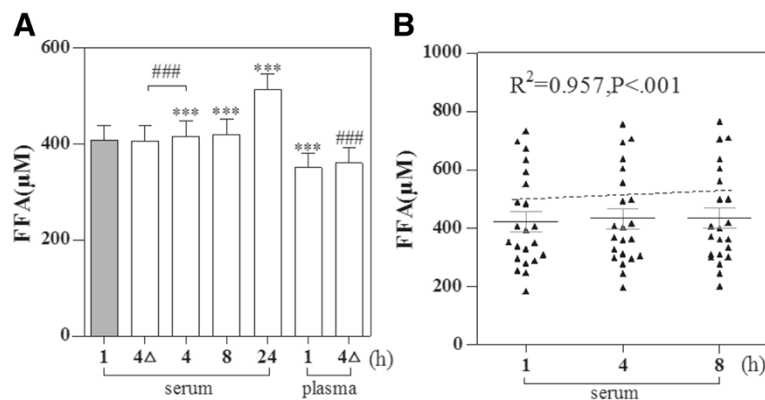 A
FFA(μM)
600
400
200
0
###
***
***
***
***
###
1 4△ 4 8 24 1 4△ (h)
serum plasma
B
FFA(μM)
1000
800
600
400
200
0
R²=0.957,P<.001
1 4 8 (h)
serum